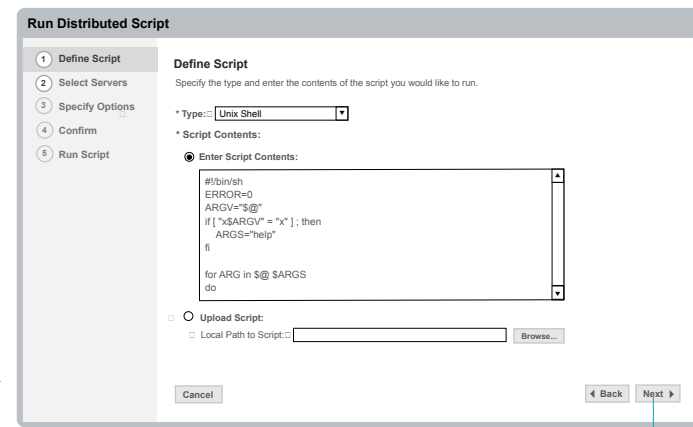 Run Distributed Script
1 Define Script
2 Select Servers
3 Specify Options
4 Confirm
5 Run Script
Define Script
Specify the type and enter the contents of the script you would like to run.
* Type: Unix Shell
* Script Contents:
Enter Script Contents:
#!/bin/sh
ERROR=0
ARGV="$@"
if [ "x$ARGV" = "x" ] ; then
ARGS="help"
fi
for ARG in $@ $ARGS
do
Upload Script:
Local Path to Script:
Browse...
Cancel
Back
Next